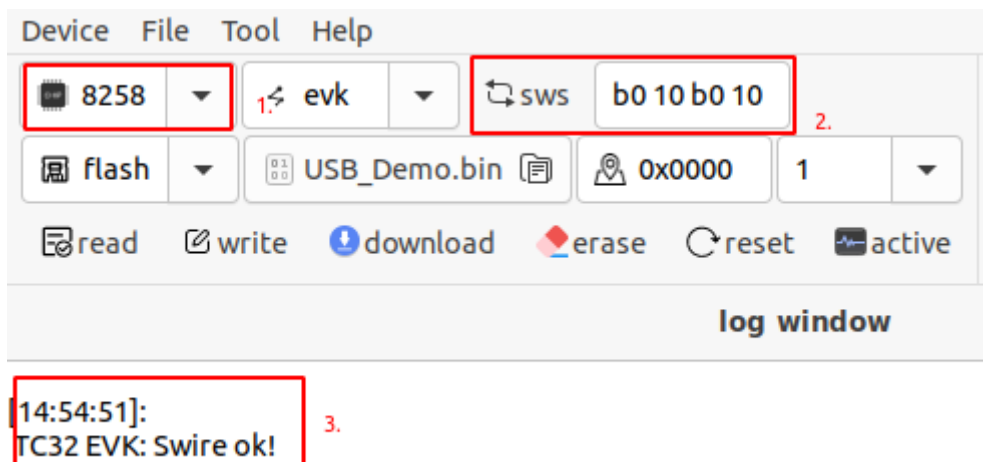 Device File Tool Help
8258 1. evk sws b0 10 b0 10 2.
flash USB_Demo.bin 0x0000 1
read write download erase reset active
log window
[14:54:51]: 3.
TC32 EVK: Swire ok!